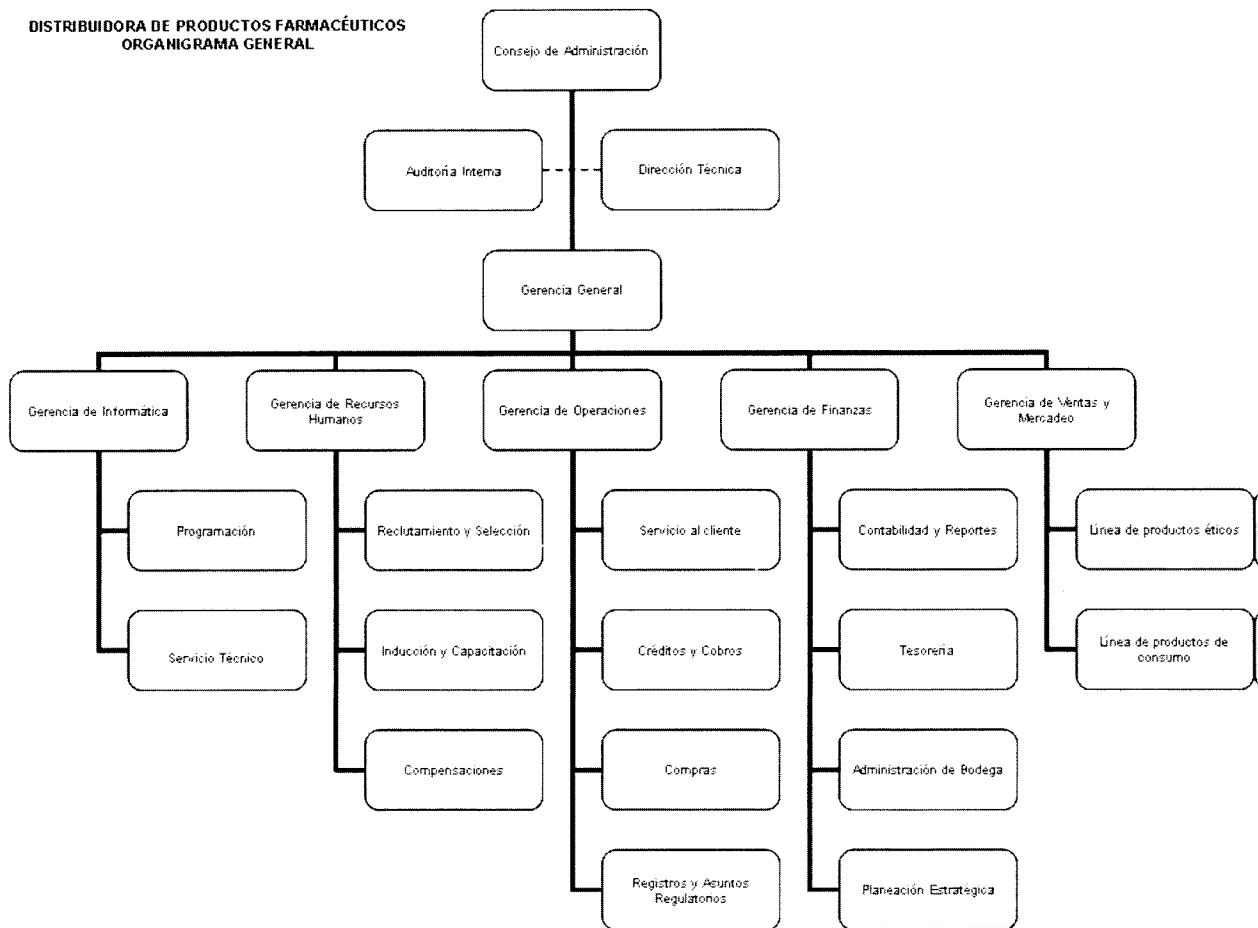 DISTRIBUIDORA DE PRODUCTOS FARMACÉUTICOS
ORGANIGRAMA GENERAL
Consejo de Administración
Auditoría Interna
Dirección Técnica
Gerencia General
Gerencia de Informática
Gerencia de Recursos
Humanos
Gerencia de Operaciones
Gerencia de Finanzas
Gerencia de Ventas y
Mercadeo
Programación
Reclutamiento y Selección
Servicio al cliente
Contabilidad y Reportes
Línea de productos éticos
Servicio Técnico
Inducción y Capacitación
Créditos y Cobros
Tesorería
Línea de productos de
consumo
Compensaciones
Compras
Administración de Bodega
Registros y Asuntos
Regulatorios
Planeación Estratégica